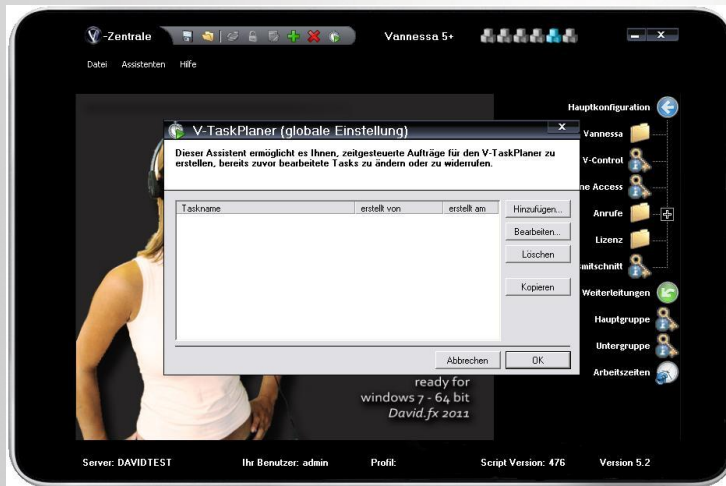 V-Zentrale
Vannessa 5+
Datei Assistenten Hilfe
Hauptkonfiguration
V-TaskPlaner (globale Einstellung)
Dieser Assistent ermöglicht es Ihnen, zeitgesteuerte Aufträge für den V-TaskPlaner zu
erstellen, bereits zuvor bearbeitete Tasks zu ändern oder zu widerrufen.
Taskname erstellt von erstellt am
Hinzufügen...
Bearbeiten...
Löschen
Kopieren
Abbrechen OK
Vannessa
V-Control
ne Access
Anrufe
Lizenz
mitschnitt
Weiterleitungen
Hauptgruppe
Untergruppe
Arbeitszeiten
ready for
windows 7 - 64 bit
David.fx 2011
Server: DAVIDTEST Ihr Benutzer: admin Profil: Script Version: 476 Version 5.2